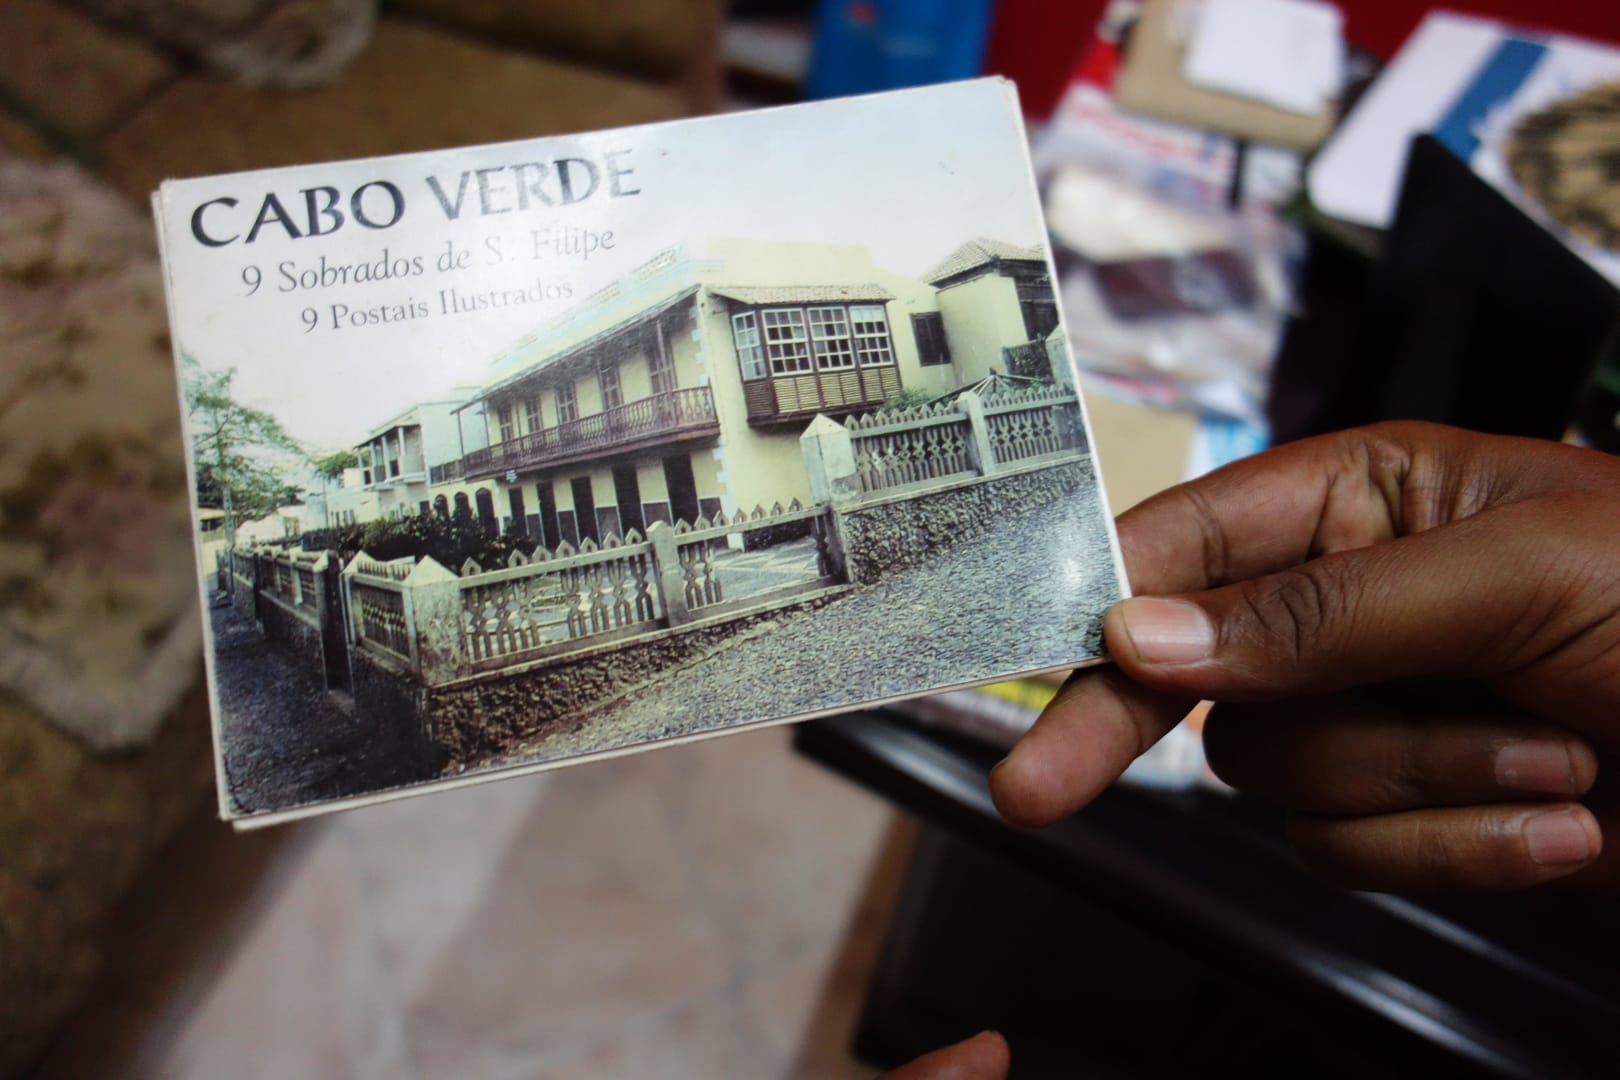 CABO VERDE
9 Sobrados de S. Filipe
9 Postais Ilustrados